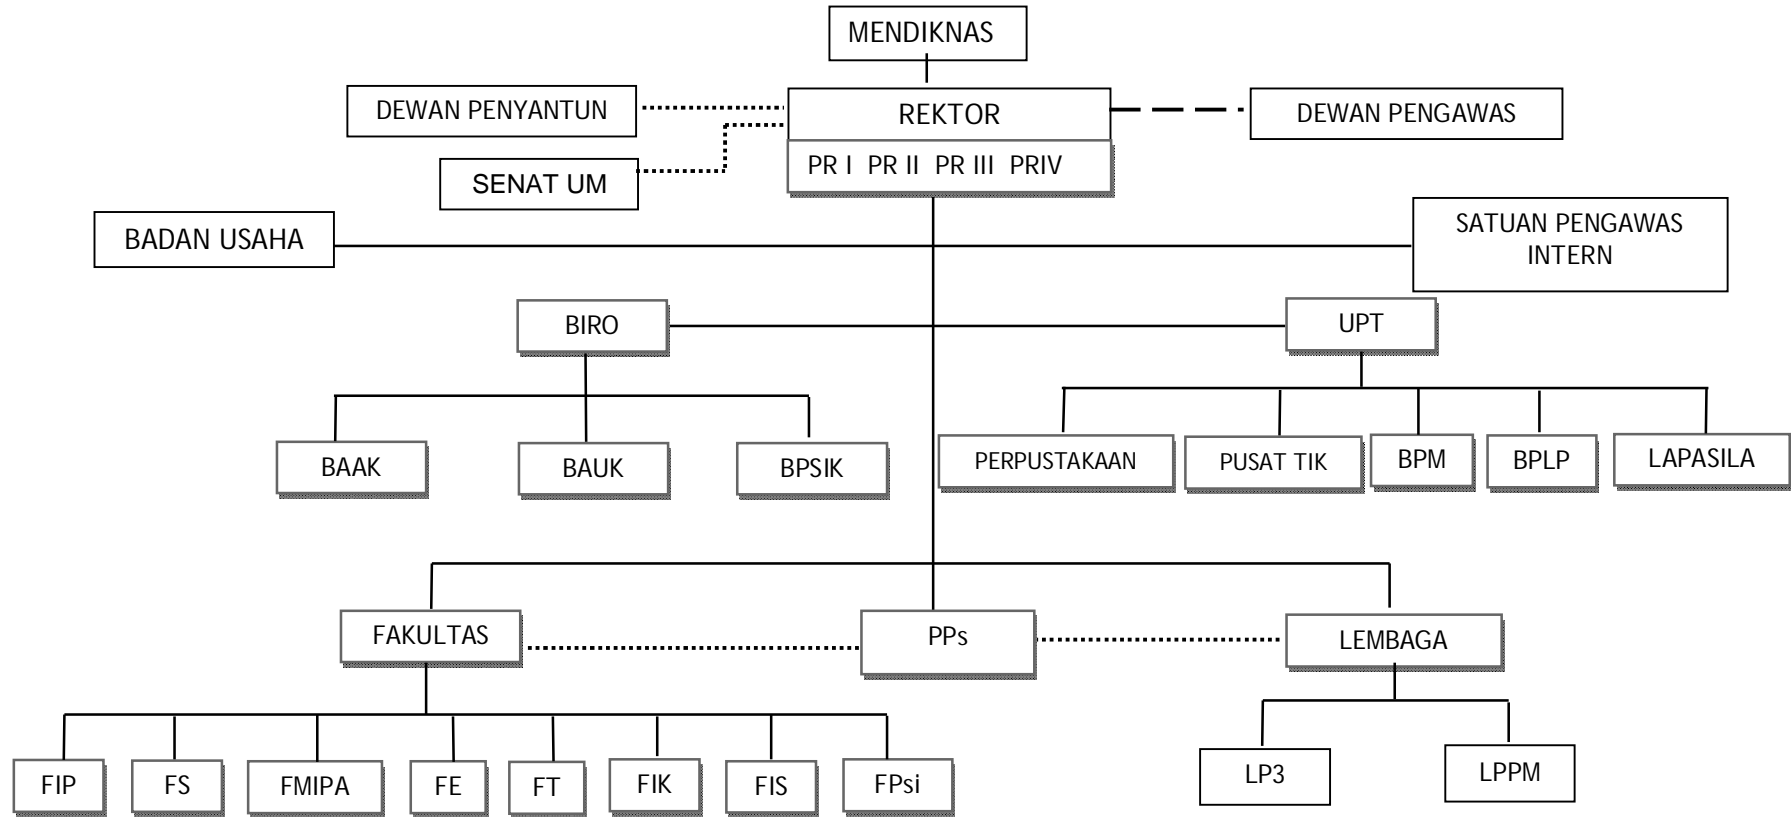 MENDIKNAS
DEWAN PENYANTUN
REKTOR
DEWAN PENGAWAS
PR I PR II PR III PRIV
SENAT UM
BADAN USAHA
SATUAN PENGAWAS
INTERN
BIRO
UPT
BAAK
BAUK
BPSIK
PERPUSTAKAAN
PUSAT TIK
BPM
BPLP
LAPASILA
FAKULTAS
PPs
LEMBAGA
FIP
FS
FMIPA
FE
FT
FIK
FIS
FPsi
LP3
LPPM